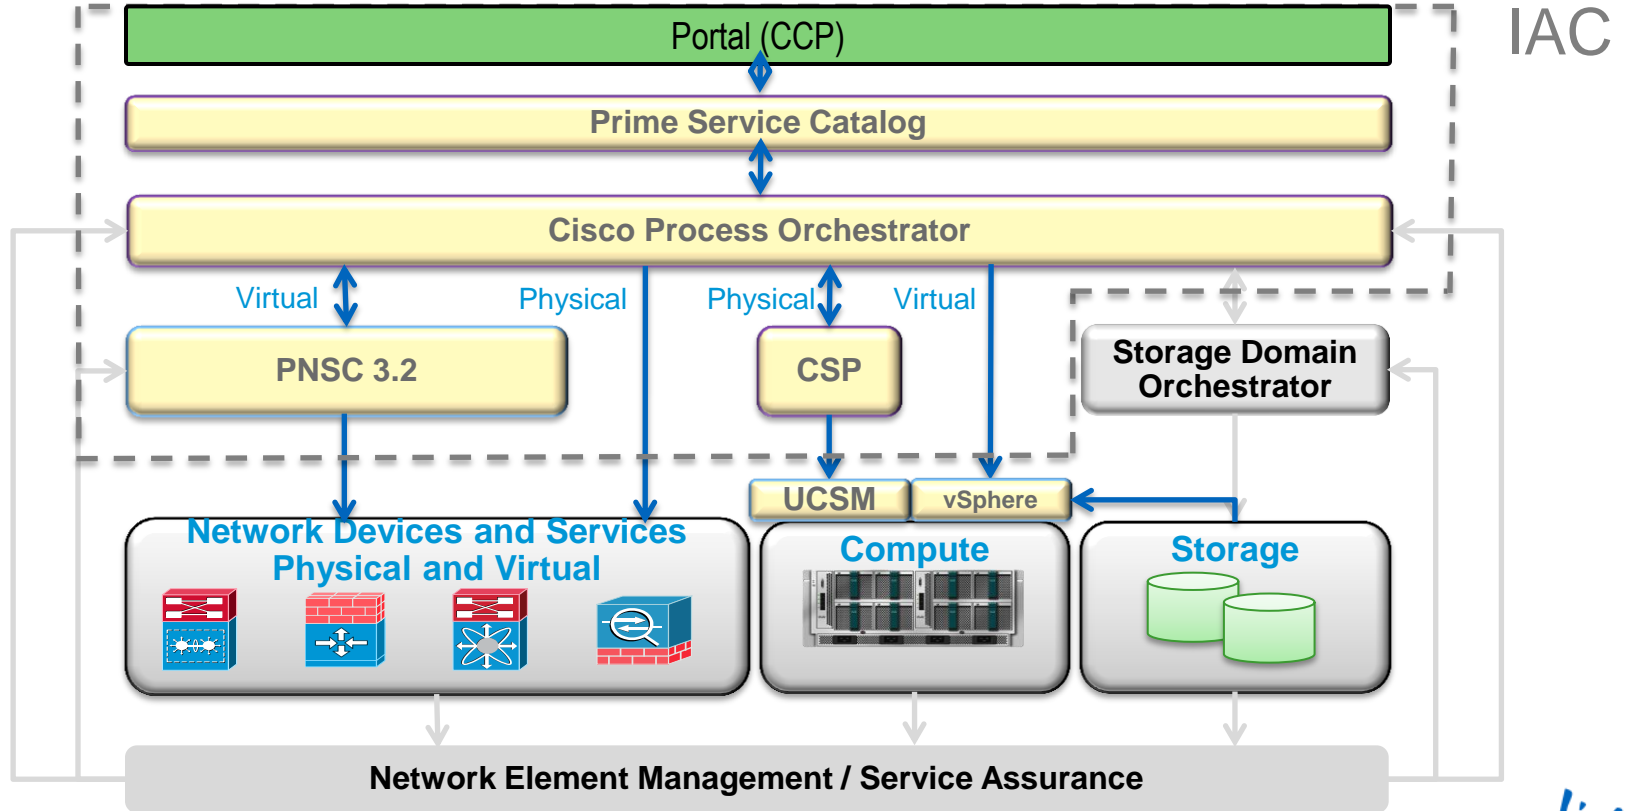 IAC
Portal (CCP)
Prime Service Catalog
Cisco Process Orchestrator
Virtual
Physical
Physical
Virtual
PNSC 3.2
CSP
Storage Domain
Orchestrator
UCSM
vSphere
Network Devices and Services
Physical and Virtual
Compute
Storage
Network Element Management / Service Assurance